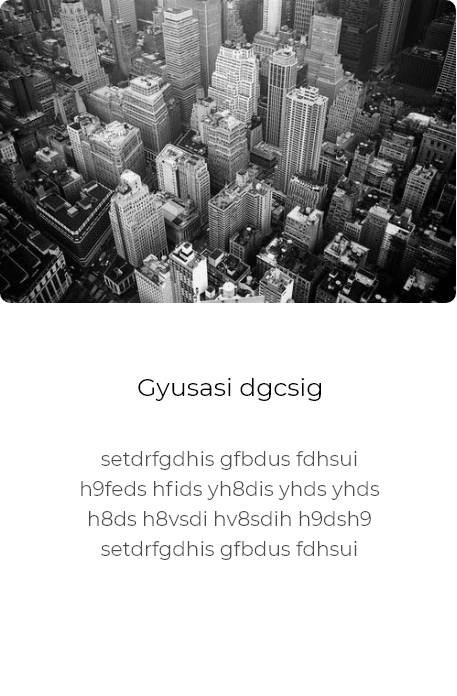 Gyusasi dgcsig
setdrfgdhis gfbdus fdhsui
h9feds hfids yh8dis yhds yhds
h8ds h8vsdi hv8sdih h9dsh9
setdrfgdhis gfbdus fdhsui